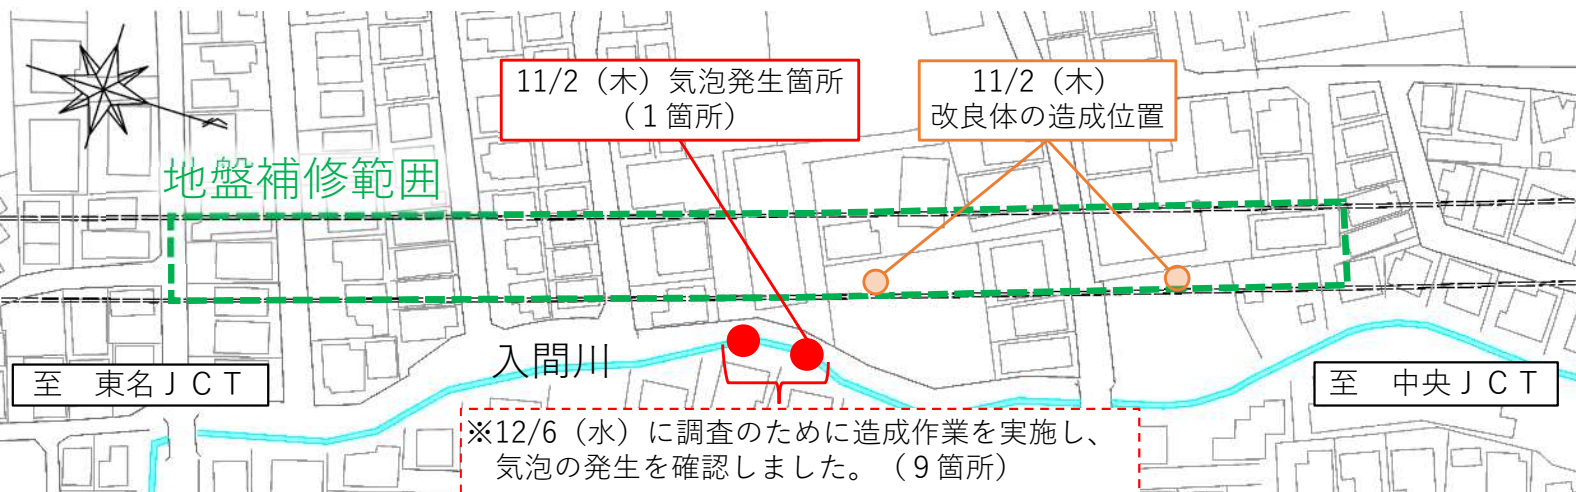 11/2（木）気泡発生箇所
（１箇所）
11/2（木）
改良体の造成位置
地盤補修範囲
入間川
至　東名ＪＣＴ
至　中央ＪＣＴ
※12/6（水）に調査のために造成作業を実施し、
気泡の発生を確認しました。（９箇所）